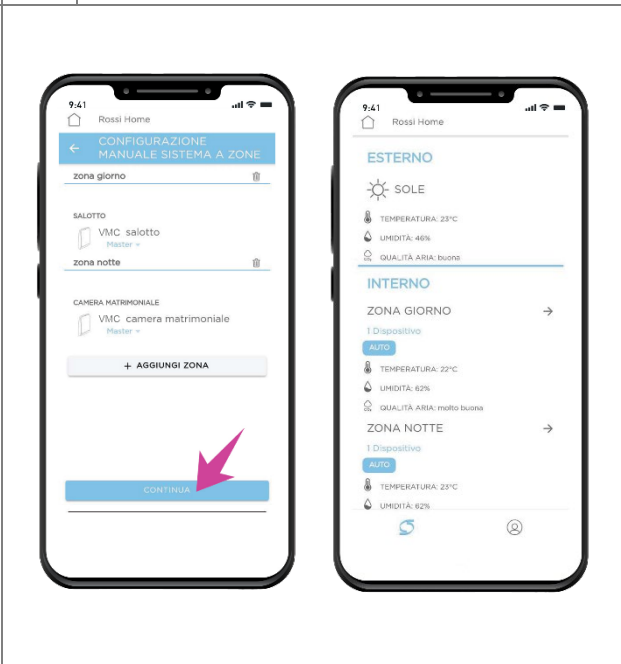 9:41
Rossi Home
CONFIGURAZIONE
MANUALE SISTEMA A ZONE
zona giorno
SALOTTO
VMC salotto
Master
zona notte
CAMERA MATRIMONIALE
VMC camera matrimoniale
Master
+ AGGIUNGI ZONA
CONTINUA
9:41
Rossi Home
ESTERNO
SOLE
TEMPERATURA: 23°C
UMIDITÀ: 46%
QUALITÀ ARIA: buona
INTERNO
ZONA GIORNO
1 Dispositivo
AUTO
TEMPERATURA: 22°C
UMIDITÀ: 62%
QUALITÀ ARIA: molto buona
ZONA NOTTE
1 Dispositivo
AUTO
TEMPERATURA: 23°C
UMIDITÀ: 62%